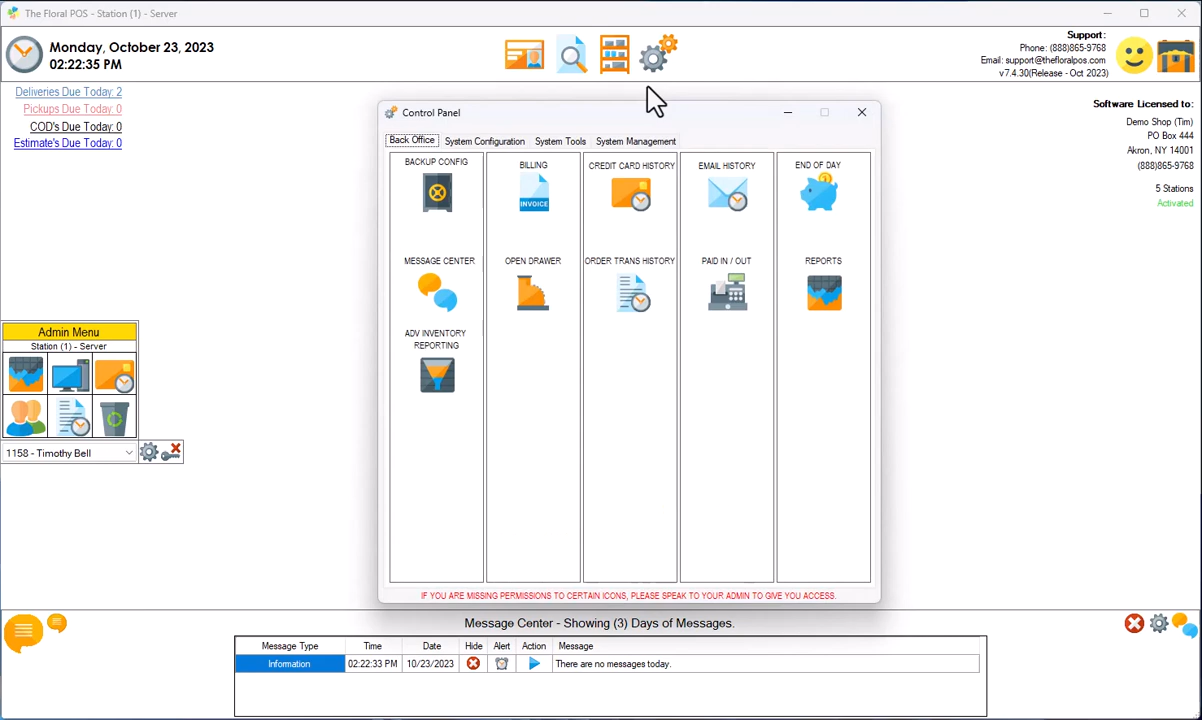 The Floral POS - Station (1) - Server
Monday, October 23, 2023
02:22:35 PM
Support:
Phone: (888)865-9768
Email: support@thefloralpos.com
v7.4.30(Release - Oct 2023)
Deliveries Due Today: 2
Pickups Due Today: 0
COD's Due Today: 0
Estimate's Due Today: 0
Software Licensed to:
Demo Shop (Tim)
PO Box 444
Akron, NY 14001
(888)865-9768
5 Stations
Activated
Control Panel
Back Office System Configuration System Tools System Management
BACKUP CONFIG BILLING CREDIT CARD HISTORY EMAIL HISTORY END OF DAY
INVOICE
MESSAGE CENTER OPEN DRAWER ORDER TRANS HISTORY PAID IN / OUT REPORTS
ADV INVENTORY
REPORTING
Admin Menu
Station (1) - Server
1158 - Timothy Bell
IF YOU ARE MISSING PERMISSIONS TO CERTAIN ICONS, PLEASE SPEAK TO YOUR ADMIN TO GIVE YOU ACCESS.
Message Center - Showing (3) Days of Messages.
Message Type Time Date Hide Alert Action Message
Information 02:22:33 PM 10/23/2023 There are no messages today.